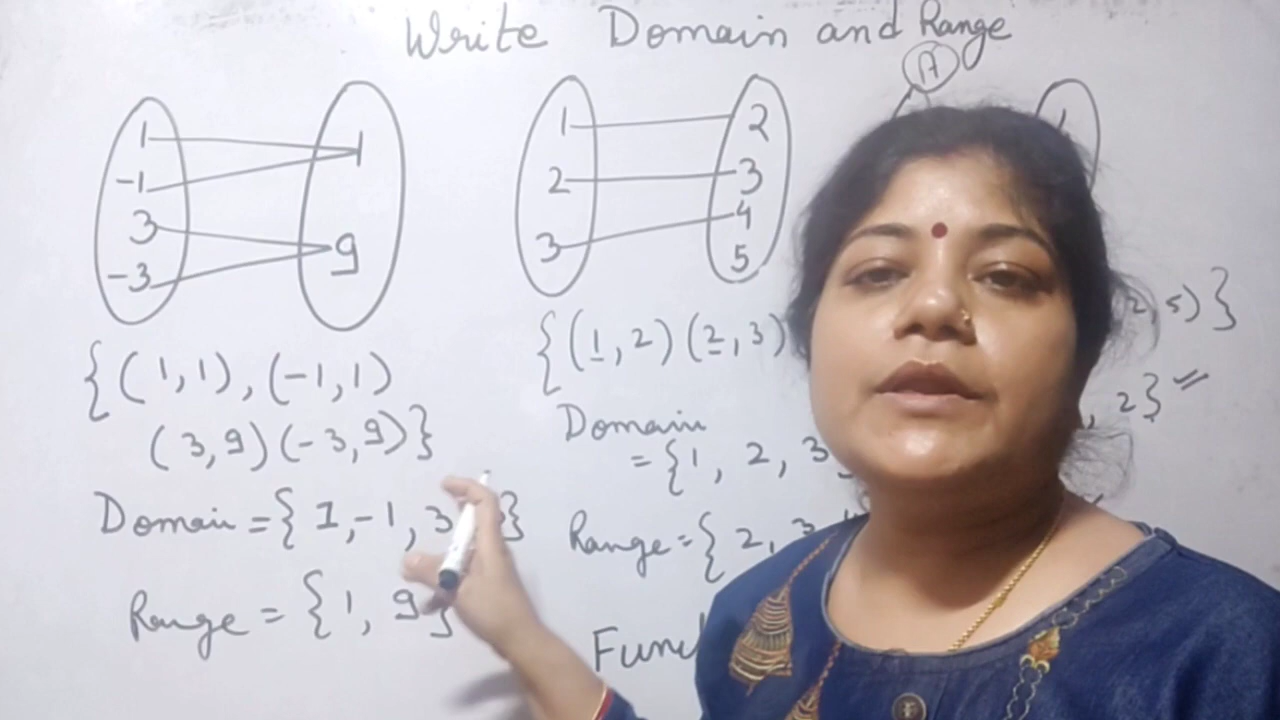 Write Domain and Range
1
-1
3
-3
1
9
1
2
3
2
3
4
5
A
{(1,1),(-1,1)
(3,9)(-3,9)}
Domain={1,-1,3 }
Range = {1, 9}
{(1,2)(2,3)
Domain
={1, 2, 3
Range={2, 3
2,5)}
, 2}